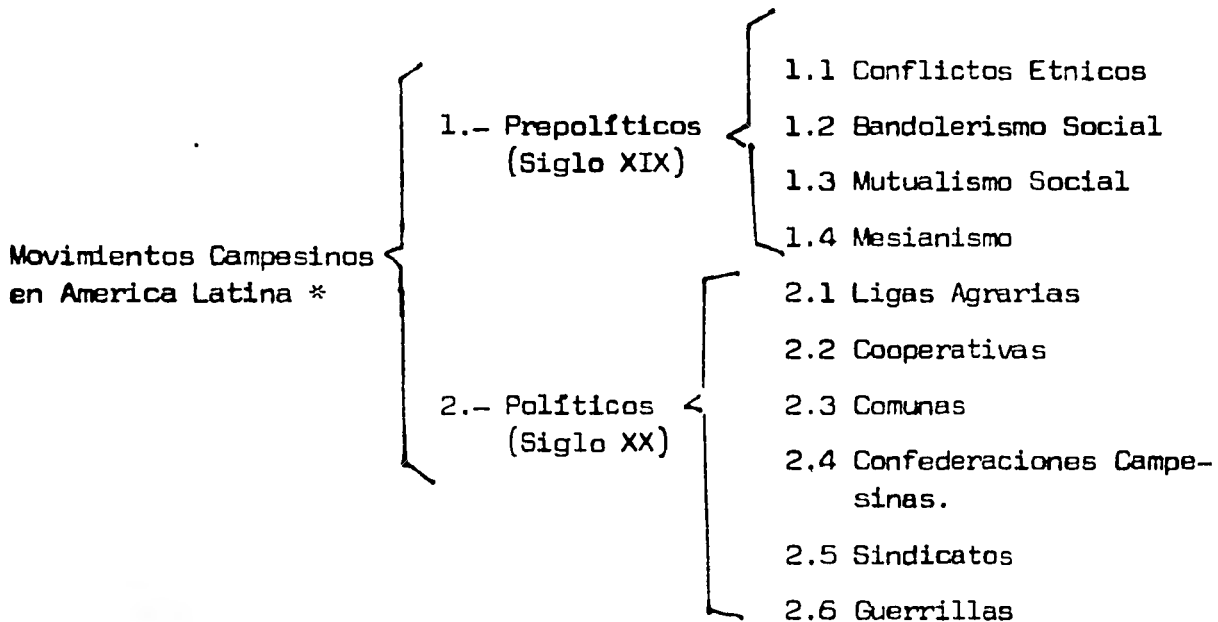 1.1 Conflictos Etnicos
1.- Prepolíticos
(Siglo XIX)
1.2 Bandolerismo Social
1.3 Mutualismo Social
1.4 Mesianismo
Movimientos Campesinos
en America Latina *
2.1 Ligas Agrarias
2.2 Cooperativas
2.- Políticos
(Siglo XX)
2.3 Comunas
2.4 Confederaciones Campe-
sinas.
2.5 Sindicatos
2.6 Guerrillas